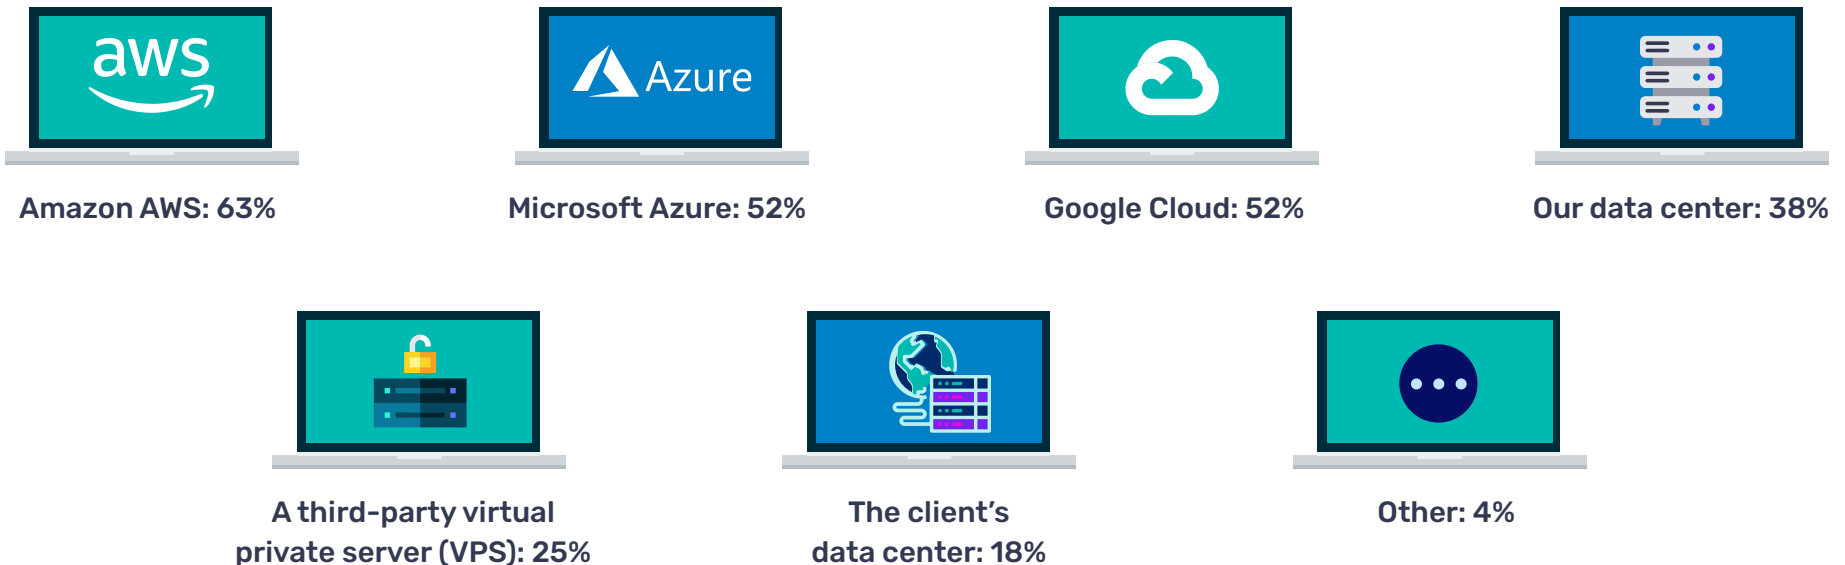 aws
Azure
Amazon AWS: 63%
Microsoft Azure: 52%
Google Cloud: 52%
Our data center: 38%
A third-party virtual
private server (VPS): 25%
The client’s
data center: 18%
Other: 4%